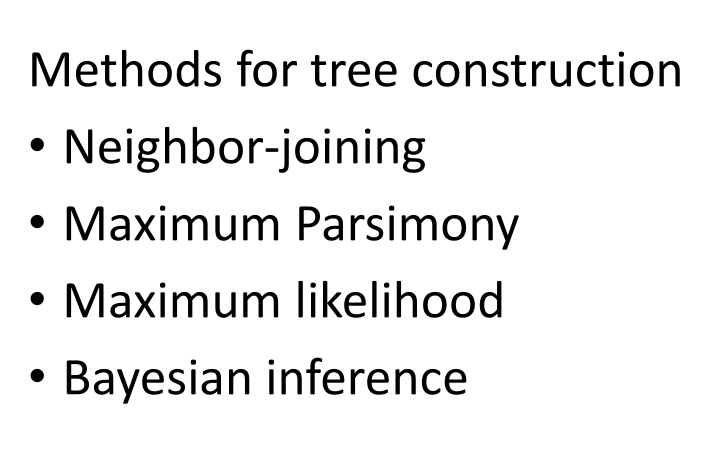 Methods for tree construction
• Neighbor-joining
• Maximum Parsimony
• Maximum likelihood
• Bayesian inference